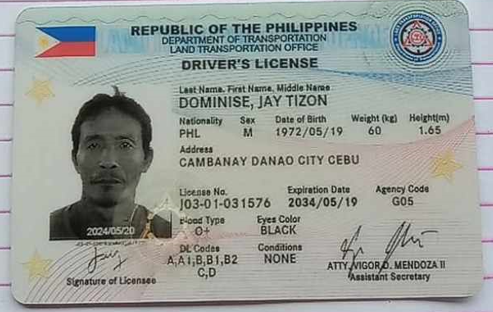 REPUBLIC OF THE PHILIPPINES
DEPARTMENT OF TRANSPORTATION
LAND TRANSPORTATION OFFICE
DRIVER'S LICENSE
Last Name, First Name, Middle Name
DOMINISE, JAY TIZON
Nationality Sex Date of Birth Weight (kg) Height(m)
PHL M 1972/05/19 60 1.65
Address
CAMBANAY DANAO CITY CEBU
License No. Expiration Date Agency Code
J03-01-031576 2034/05/19 G05
Blood Type Eyes Color
O+ BLACK
DL Codes Conditions
A,A1,B,B1,B2 NONE
C,D
2024/05/20
Signature of Licensee
ATTY. VIGOR D. MENDOZA II
Assistant Secretary